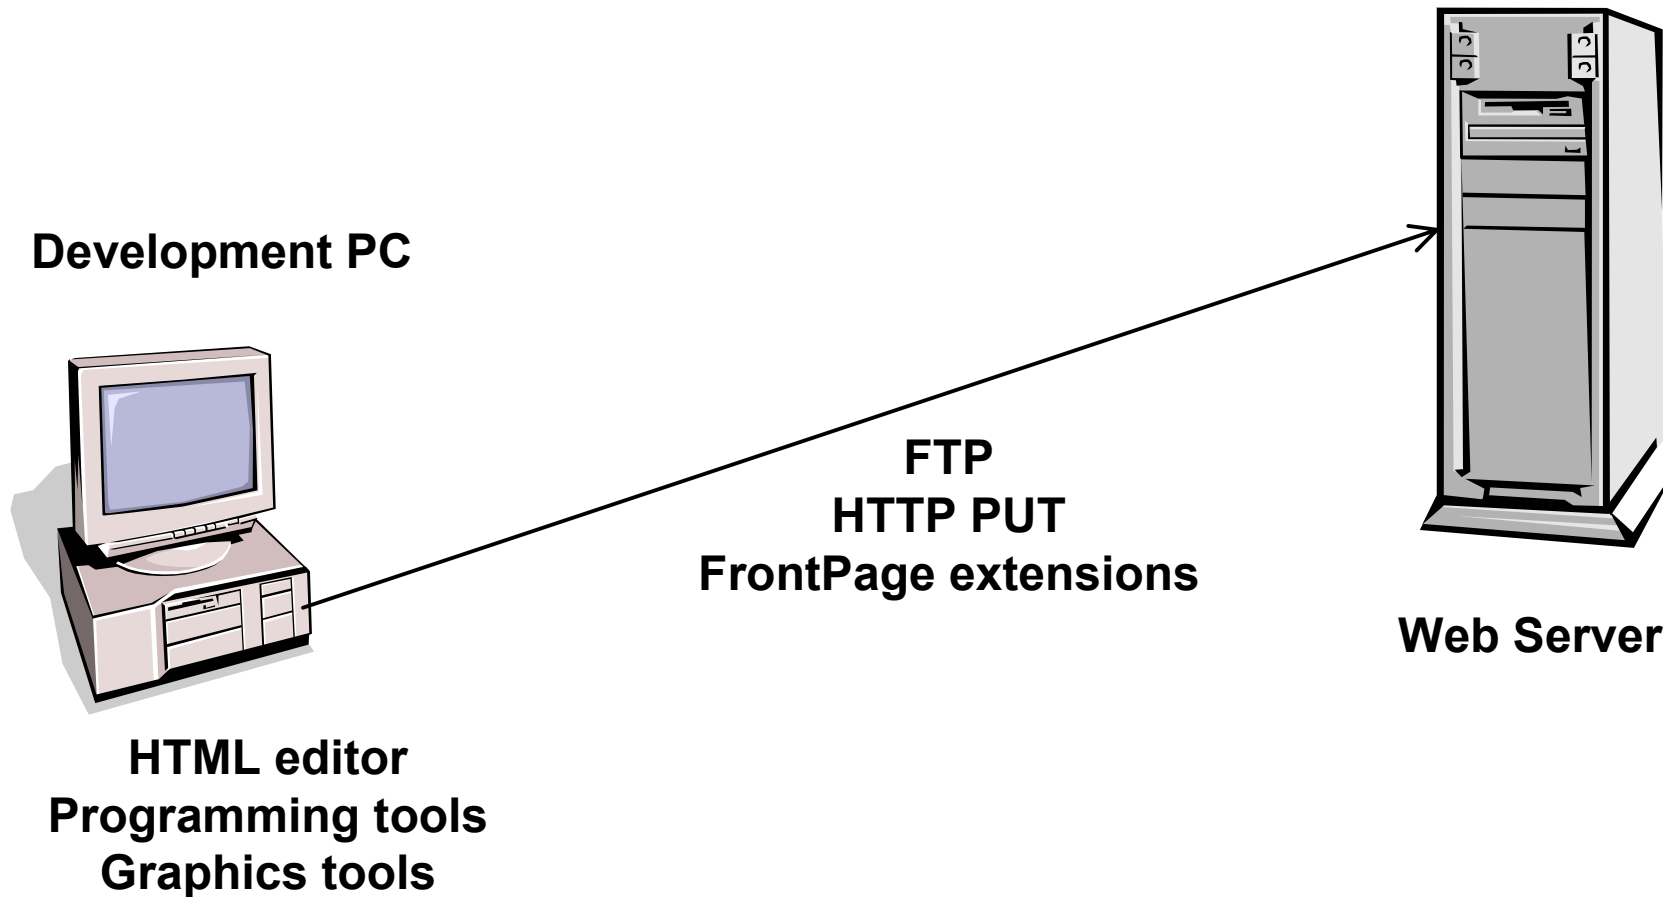 Development PC
FTP
HTTP PUT
FrontPage extensions
Web Server
HTML editor
Programming tools
Graphics tools